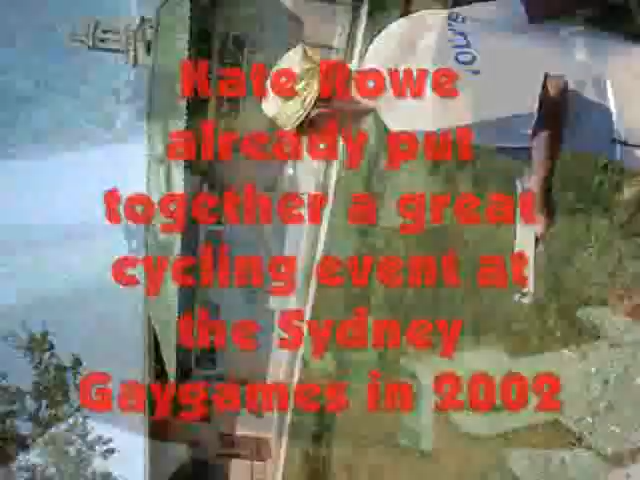 Kate Rowe
already put
together a great
cycling event at
the Sydney
Gaygames in 2002